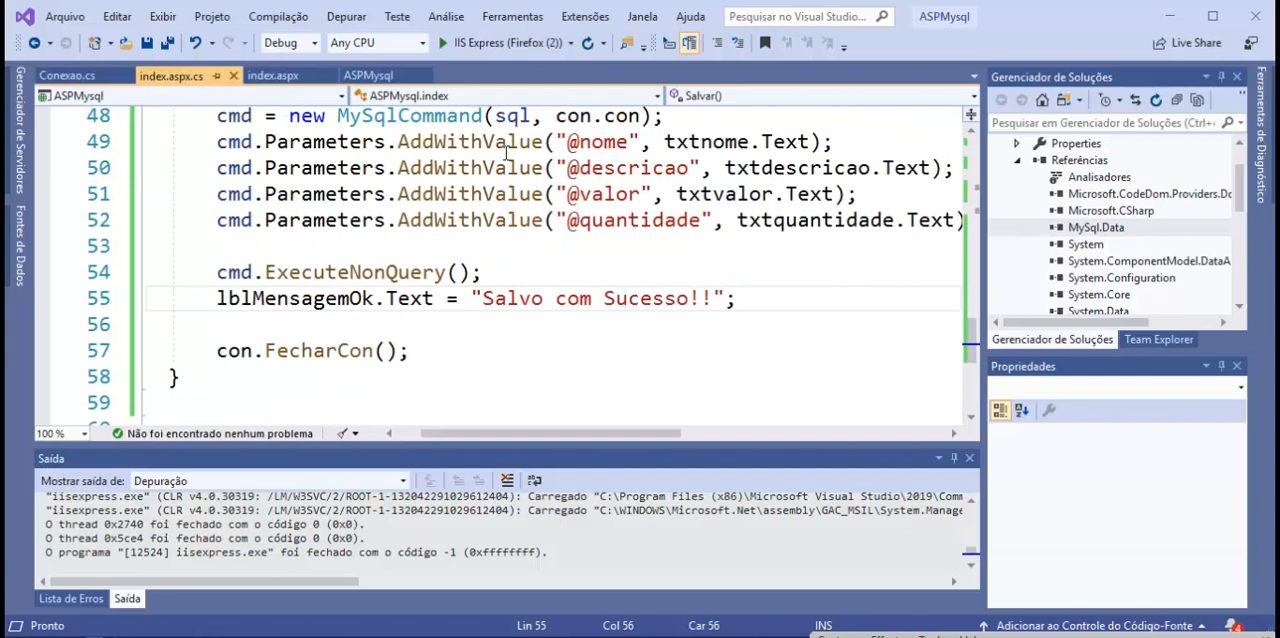 Arquivo Editar Exibir Projeto Compilação Depurar Teste Análise Ferramentas Extensões Janela Ajuda Pesquisar no Visual Studio... ASPMysql
Debug Any CPU IIS Express (Firefox (2)) Live Share
Conexao.cs index.aspx.cs index.aspx ASPMysql
ASPMysql ASPMysql.index Salvar()
48 cmd = new MySqlCommand(sql, con.con);
49 cmd.Parameters.AddWithValue("@nome", txtnome.Text);
50 cmd.Parameters.AddWithValue("@descricao", txtdescricao.Text);
51 cmd.Parameters.AddWithValue("@valor", txtvalor.Text);
52 cmd.Parameters.AddWithValue("@quantidade", txtquantidade.Text)
53
54 cmd.ExecuteNonQuery();
55 lblMensagemOk.Text = "Salvo com Sucesso!!";
56
57 con.FecharCon();
58 }
59
100 % Não foi encontrado nenhum problema
Saída
Mostrar saída de: Depuração
"iisexpress.exe" (CLR v4.0.30319: /LM/W3SVC/2/ROOT-1-132042291029612404): Carregado "C:\Program Files (x86)\Microsoft Visual Studio\2019\Comm
"iisexpress.exe" (CLR v4.0.30319: /LM/W3SVC/2/ROOT-1-132042291029612404): Carregado "C:\WINDOWS\Microsoft.Net\assembly\GAC_MSIL\System.Manage
O thread 0x2740 foi fechado com o código 0 (0x0).
O thread 0x5ce4 foi fechado com o código 0 (0x0).
O programa "[12524] iisexpress.exe" foi fechado com o código -1 (0xffffffff).
Lista de Erros Saída
Gerenciador de Servidores
Fontes de Dados
Gerenciador de Soluções
Pesquisar em Gerenciador de Soluções (Ctrl+
Properties
Referências
Analisadores
Microsoft.CodeDom.Providers.Dc
Microsoft.CSharp
MySql.Data
System
System.ComponentModel.DataA
System.Configuration
System.Core
System.Data
Gerenciador de Soluções Team Explorer
Propriedades
Ferramentas de Diagnóstico
Pronto Lin 55 Col 56 Car 56 INS Adicionar ao Controle do Código-Fonte 4